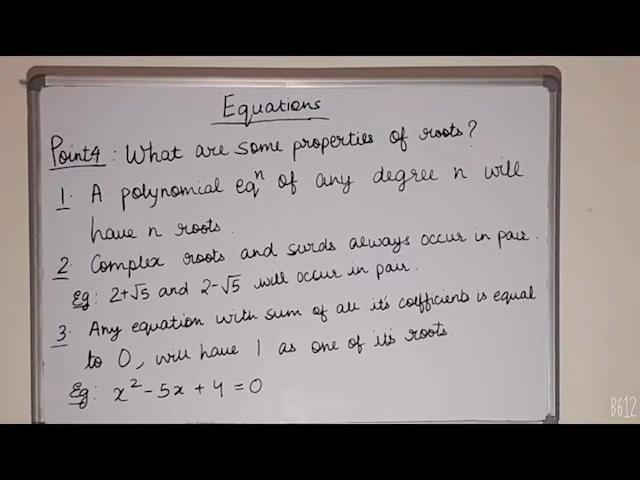 Equations
Point4 : What are some properties of roots?
1. A polynomial eqⁿ of any degree n will
have n roots.
2. Complex roots and surds always occur in pair.
Eg: 2+√5 and 2-√5 will occur in pair.
3. Any equation with sum of all it's coefficients is equal
to 0, will have 1 as one of it's roots.
Eg: x² - 5x + 4 = 0
B612